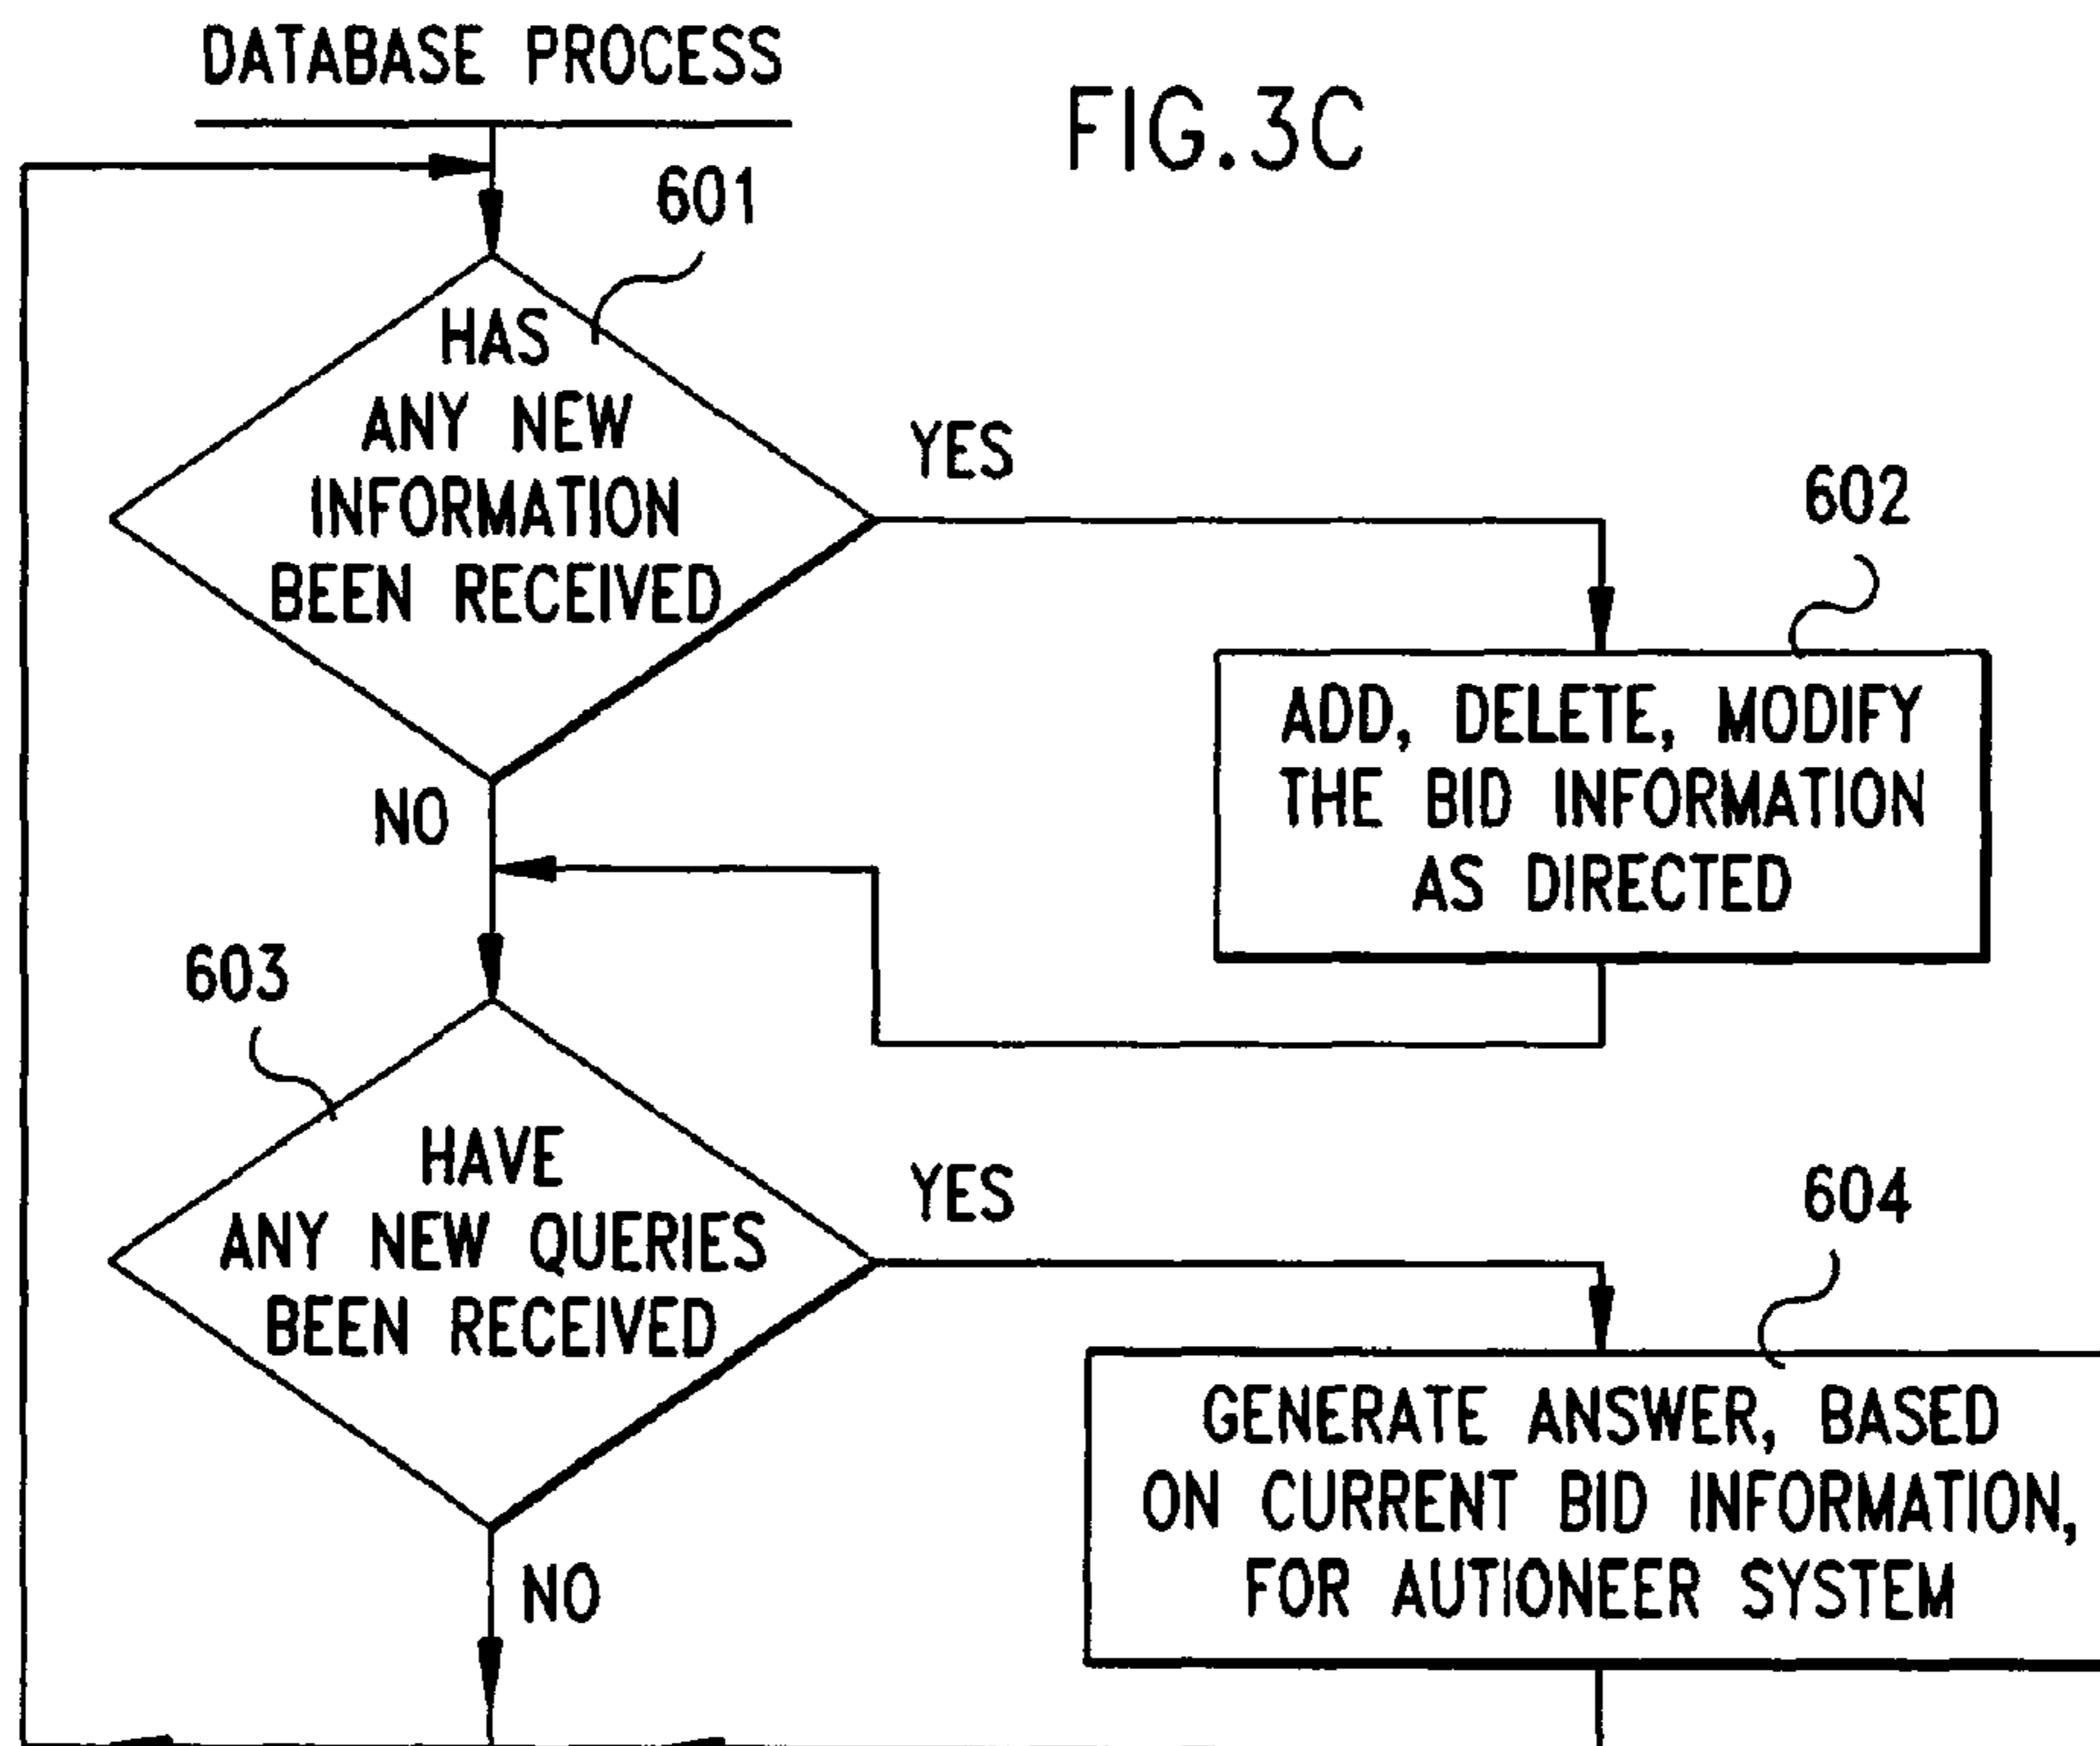 DATABASE PROCESS
FIG.3C
601
HAS
ANY NEW
INFORMATION
BEEN RECEIVED
YES
602
ADD, DELETE, MODIFY
THE BID INFORMATION
AS DIRECTED
NO
603
HAVE
ANY NEW QUERIES
BEEN RECEIVED
YES
604
GENERATE ANSWER, BASED
ON CURRENT BID INFORMATION,
FOR AUTIONEER SYSTEM
NO